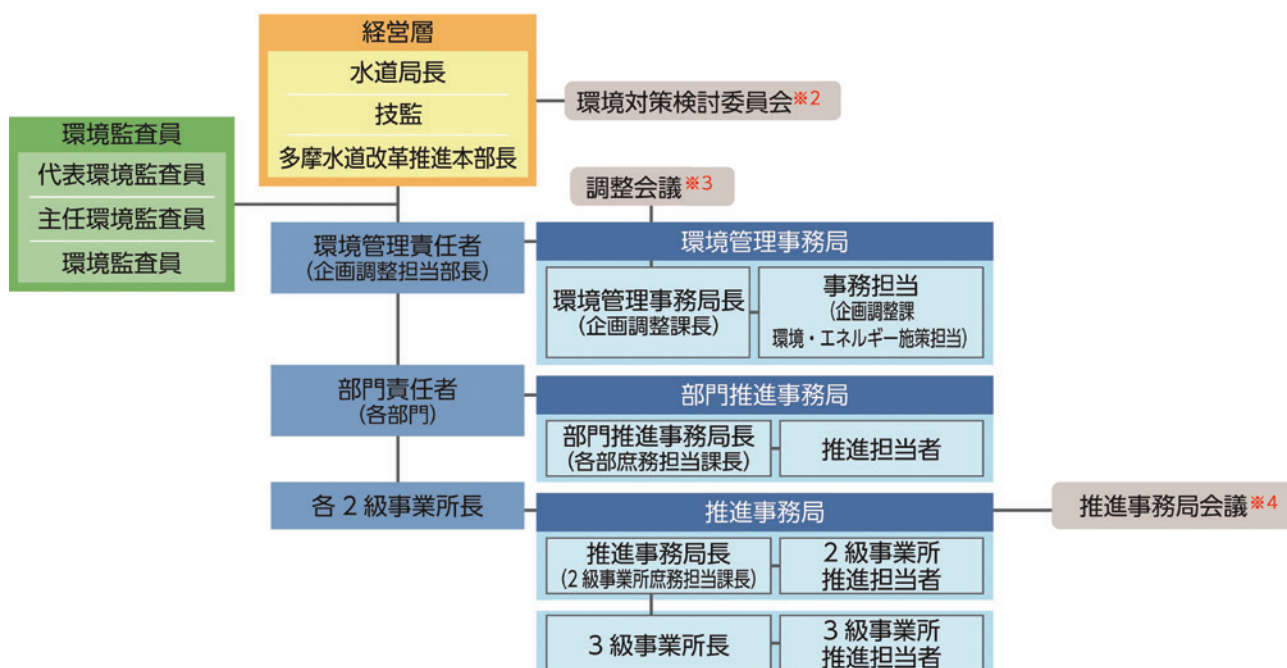 経営層
水道局長
技監
多摩水道改革推進本部長
環境対策検討委員会※2
環境監査員
代表環境監査員
主任環境監査員
環境監査員
調整会議※3
環境管理責任者
(企画調整担当部長)
環境管理事務局
環境管理事務局長
(企画調整課長)
事務担当
(企画調整課
環境・エネルギー施策担当)
部門責任者
(各部門)
部門推進事務局
部門推進事務局長
(各部庶務担当課長)
推進担当者
各2級事業所長
推進事務局
推進事務局会議※4
推進事務局長
(2級事業所庶務担当課長)
2級事業所
推進担当者
3級事業所長
3級事業所
推進担当者